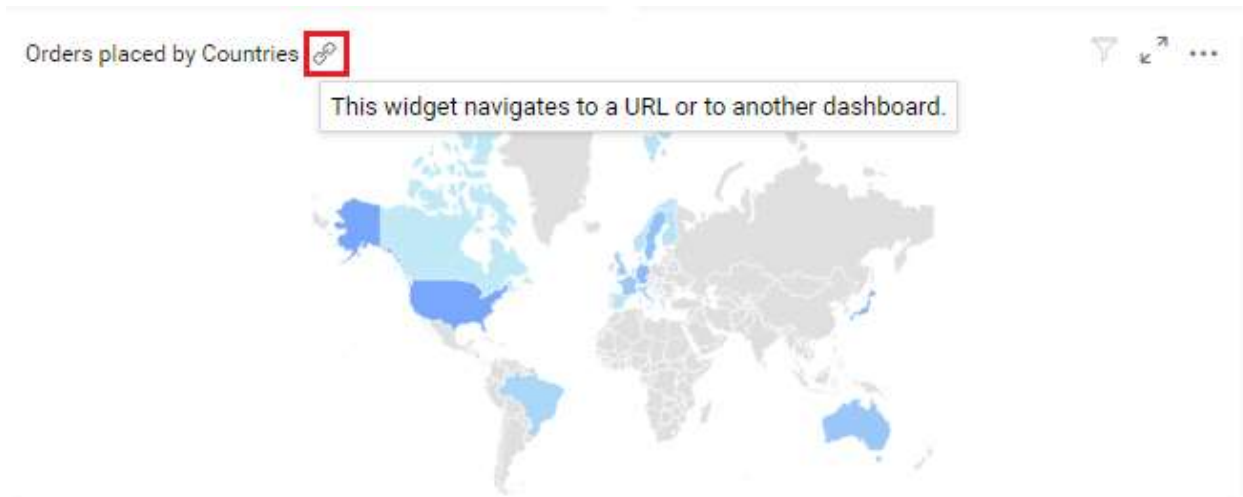 Orders placed by Countries
This widget navigates to a URL or to another dashboard.